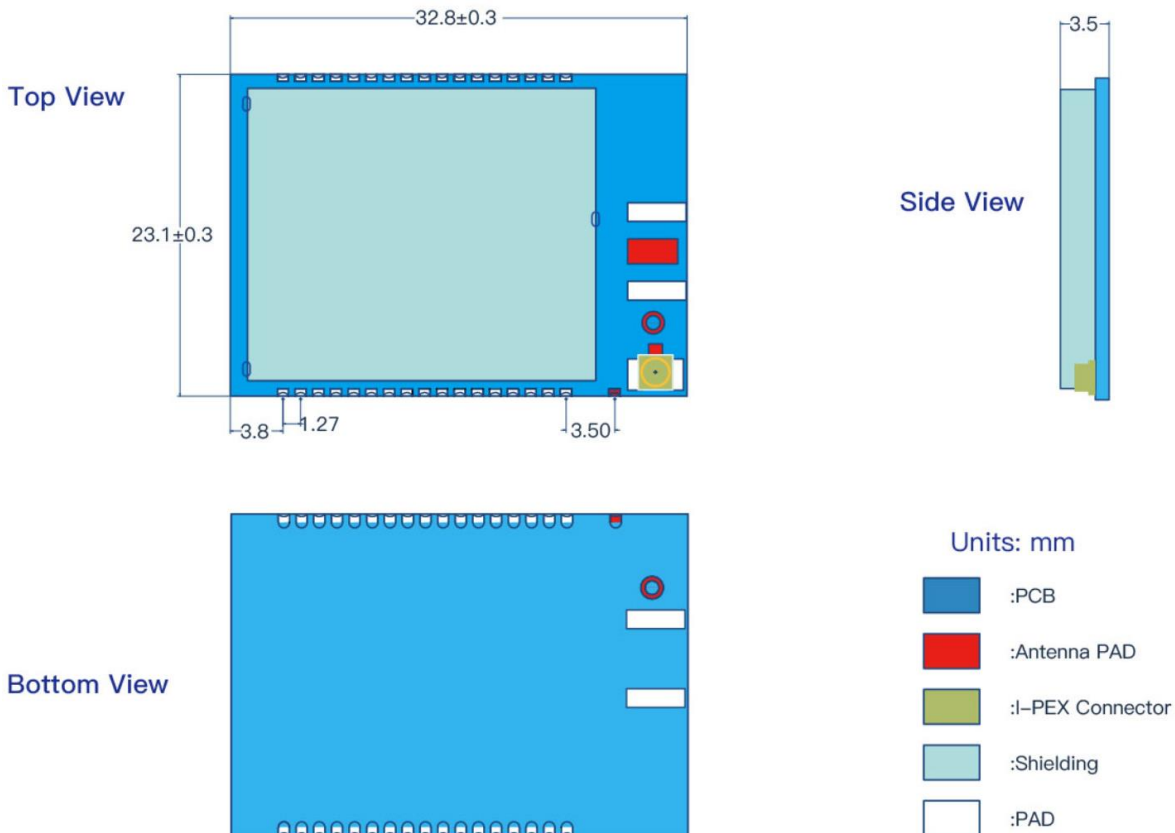 32.8±0.3
3.5
Top View
Side View
23.1±0.3
3.8
1.27
3.50
Units: mm
:PCB
:Antenna PAD
Bottom View
:I-PEX Connector
:Shielding
:PAD